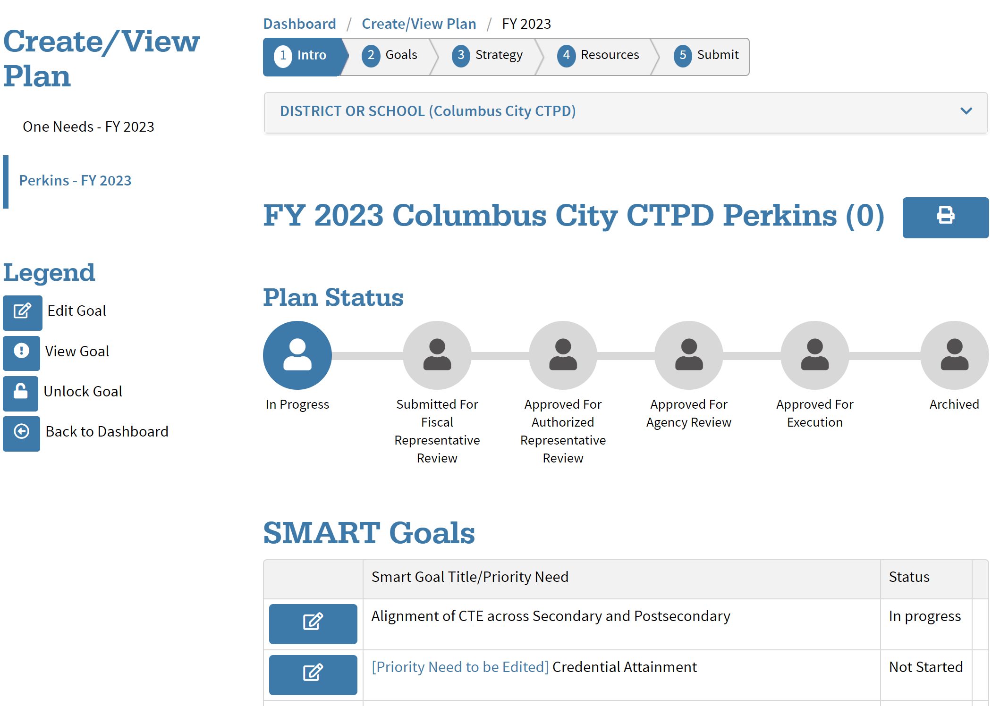 Create/View
Plan
One Needs - FY 2023
Perkins - FY 2023
Legend
Edit Goal
View Goal
Unlock Goal
Back to Dashboard
Dashboard / Create/View Plan / FY 2023
1 Intro
2 Goals
3 Strategy
4 Resources
5 Submit
DISTRICT OR SCHOOL (Columbus City CTPD)
FY 2023 Columbus City CTPD Perkins (0)
Plan Status
In Progress
Submitted For
Fiscal
Representative
Review
Approved For
Authorized
Representative
Review
Approved For
Agency Review
Approved For
Execution
Archived
SMART Goals
Smart Goal Title/Priority Need
Status
Alignment of CTE across Secondary and Postsecondary
In progress
[Priority Need to be Edited] Credential Attainment
Not Started